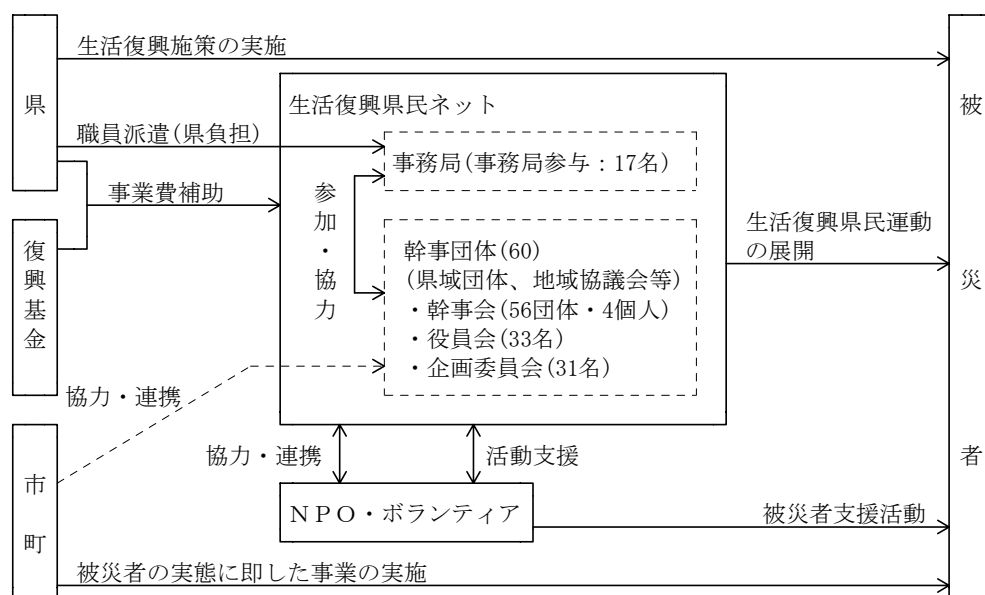 県
生活復興施策の実施
被災者
生活復興県民ネット
職員派遣(県負担)
事務局(事務局参与：17名)
事業費補助
参加・協力
復興基金
幹事団体(60)
(県域団体、地域協議会等)
・幹事会(56団体・4個人)
・役員会(33名)
・企画委員会(31名)
生活復興県民運動
の展開
協力・連携
協力・連携
活動支援
市町
ＮＰＯ・ボランティア
被災者支援活動
被災者の実態に即した事業の実施